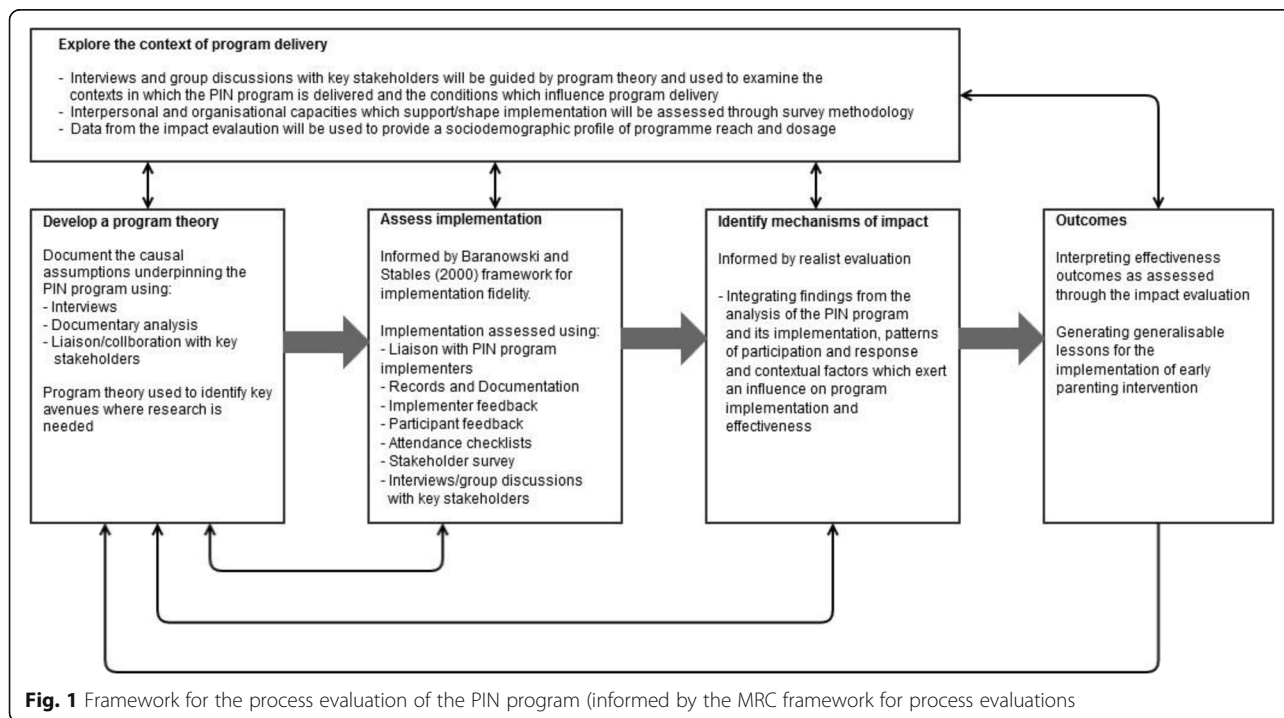 Explore the context of program delivery
- Interviews and group discussions with key stakeholders will be guided by program theory and used to examine the
contexts in which the PIN program is delivered and the conditions which influence program delivery
- Interpersonal and organisational capacities which support/shape implementation will be assessed through survey methodology
- Data from the impact evalaution will be used to provide a sociodemographic profile of programme reach and dosage
Develop a program theory
Document the causal
assumptions underpinning the
PIN program using:
- Interviews
- Documentary analysis
- Liaison/collboration with key
stakeholders
Program theory used to identify key
avenues where research is
needed
Assess implementation
Informed by Baranowski and
Stables (2000) framework for
implementation fidelity.
Implementation assessed using:
- Liaison with PIN program
implementers
- Records and Documentation
- Implementer feedback
- Participant feedback
- Attendance checklists
- Stakeholder survey
- Interviews/group discussions
with key stakeholders
Identify mechanisms of impact
Informed by realist evaluation
- Integrating findings from the
analysis of the PIN program
and its implementation, patterns
of participation and response
and contextual factors which exert
an influence on program
implementation and
effectiveness
Outcomes
Interpreting effectiveness
outcomes as assessed
through the impact evaluation
Generating generalisable
lessons for the
implementation of early
parenting intervention
Fig. 1 Framework for the process evaluation of the PIN program (informed by the MRC framework for process evaluations